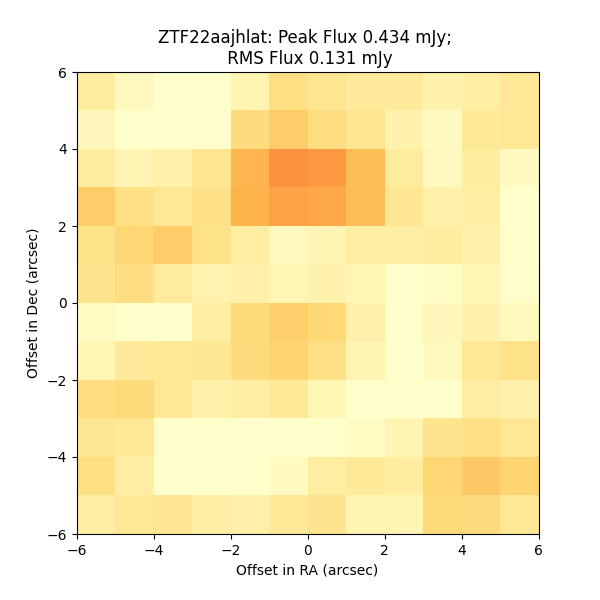 ZTF22aajhlat: Peak Flux 0.434 mJy;
RMS Flux 0.131 mJy
6
4
2
0
−2
−4
−6
Offset in Dec (arcsec)
−6 −4 −2 0 2 4 6
Offset in RA (arcsec)